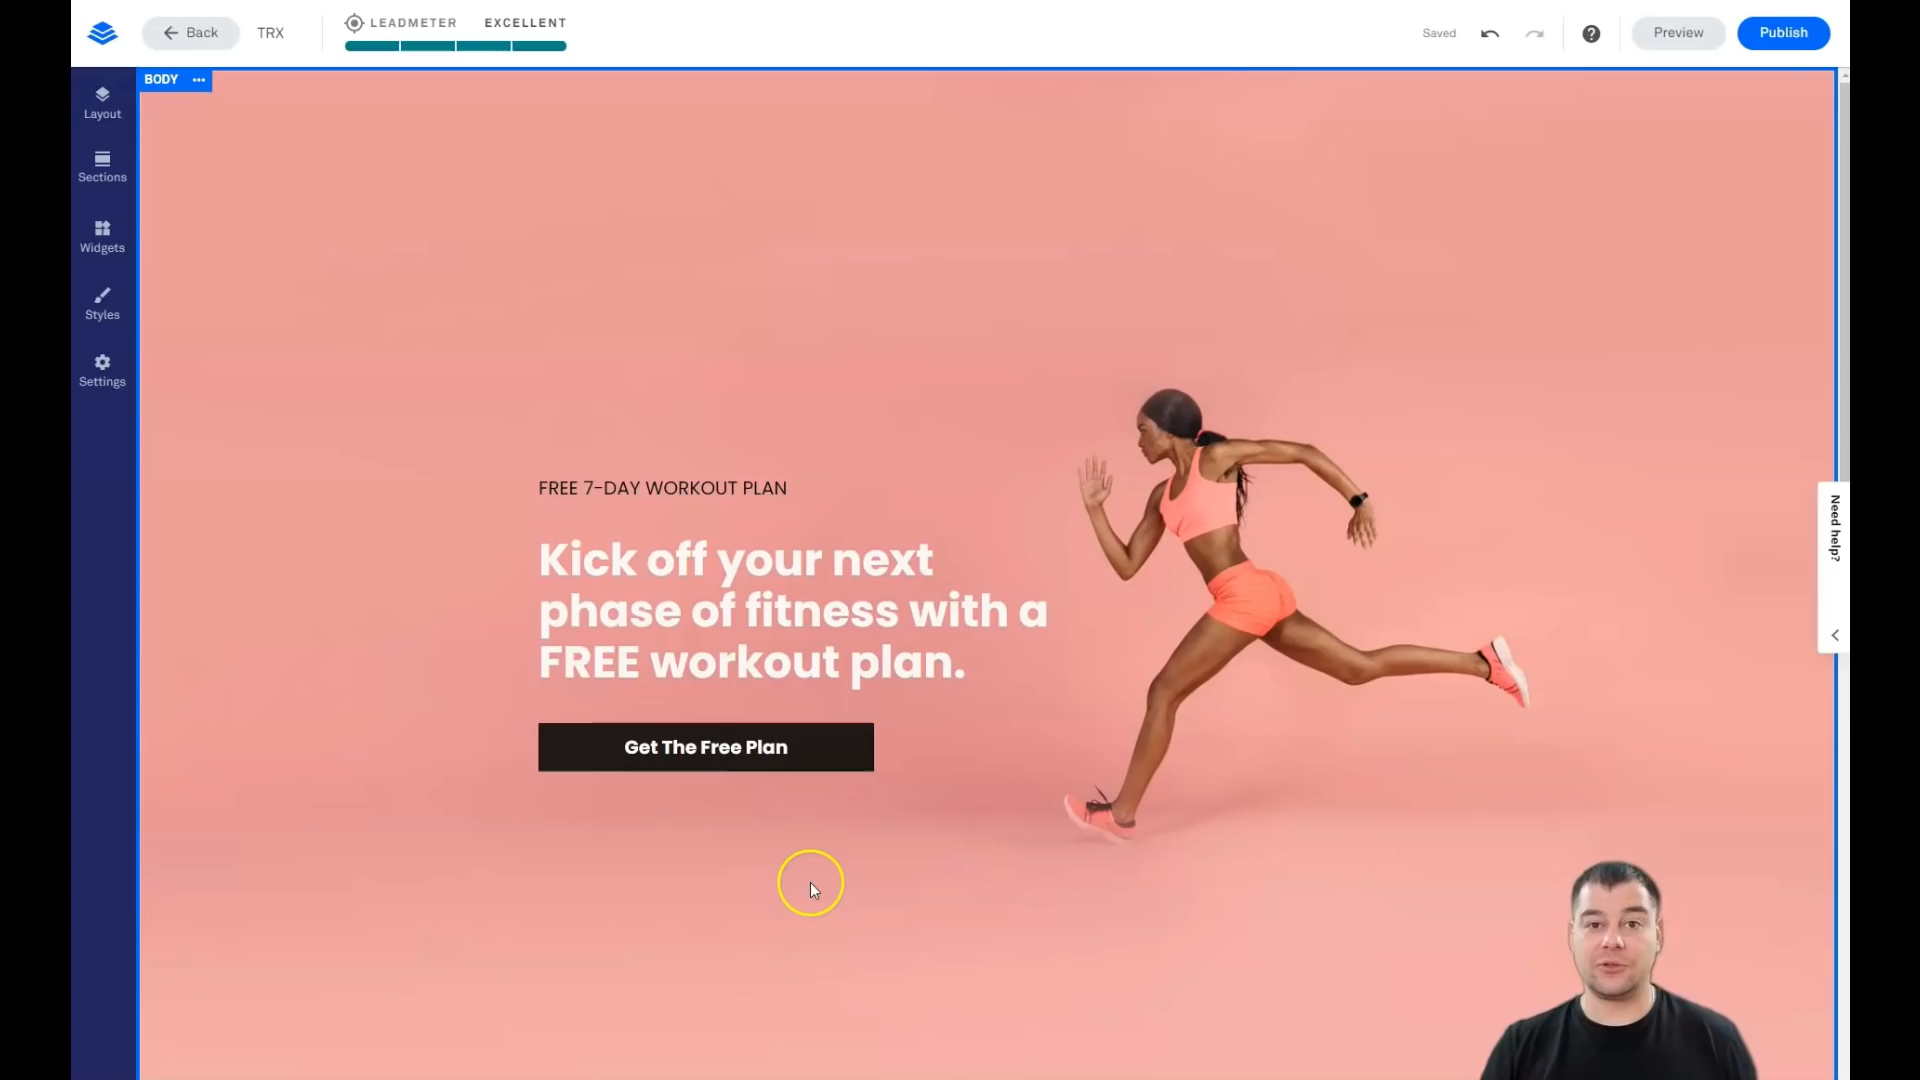 Back
TRX
LEADMETER EXCELLENT
Saved
Preview
Publish
BODY
Layout
Sections
Widgets
Styles
Settings
FREE 7-DAY WORKOUT PLAN
Kick off your next
phase of fitness with a
FREE workout plan.
Get The Free Plan
Need help?